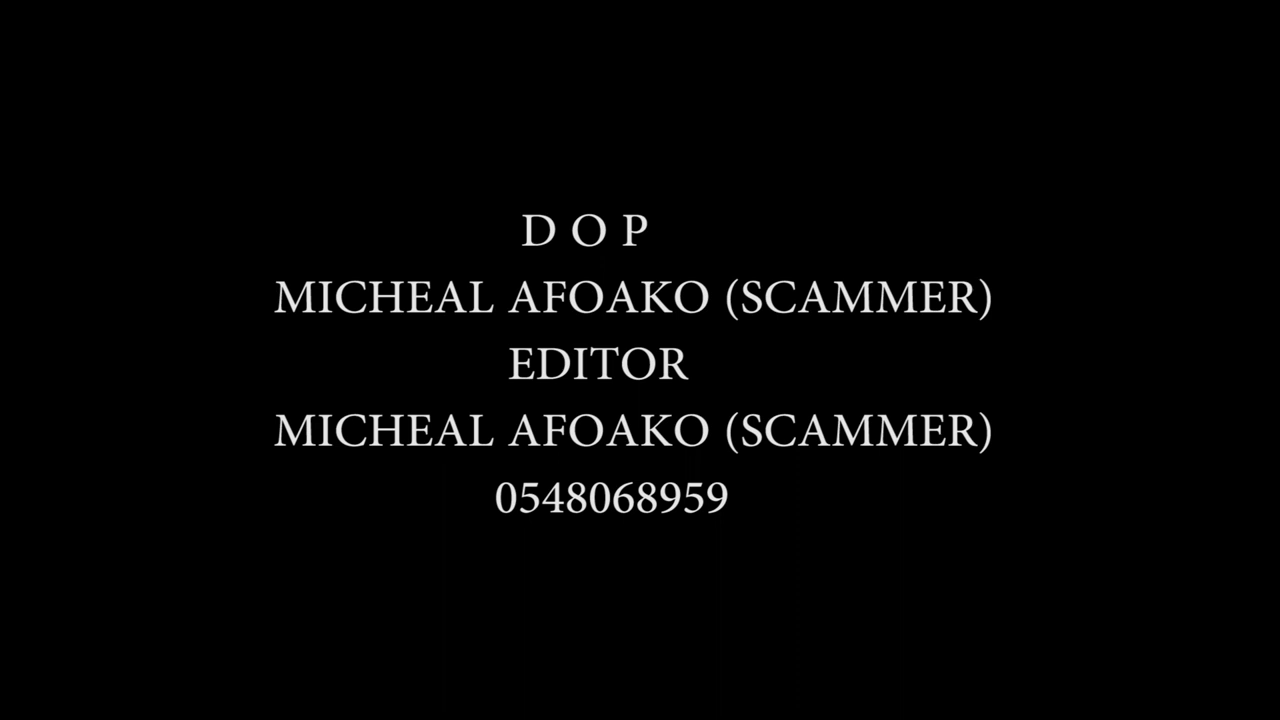 D O P
MICHEAL AFOAKO (SCAMMER)
EDITOR
MICHEAL AFOAKO (SCAMMER)
0548068959